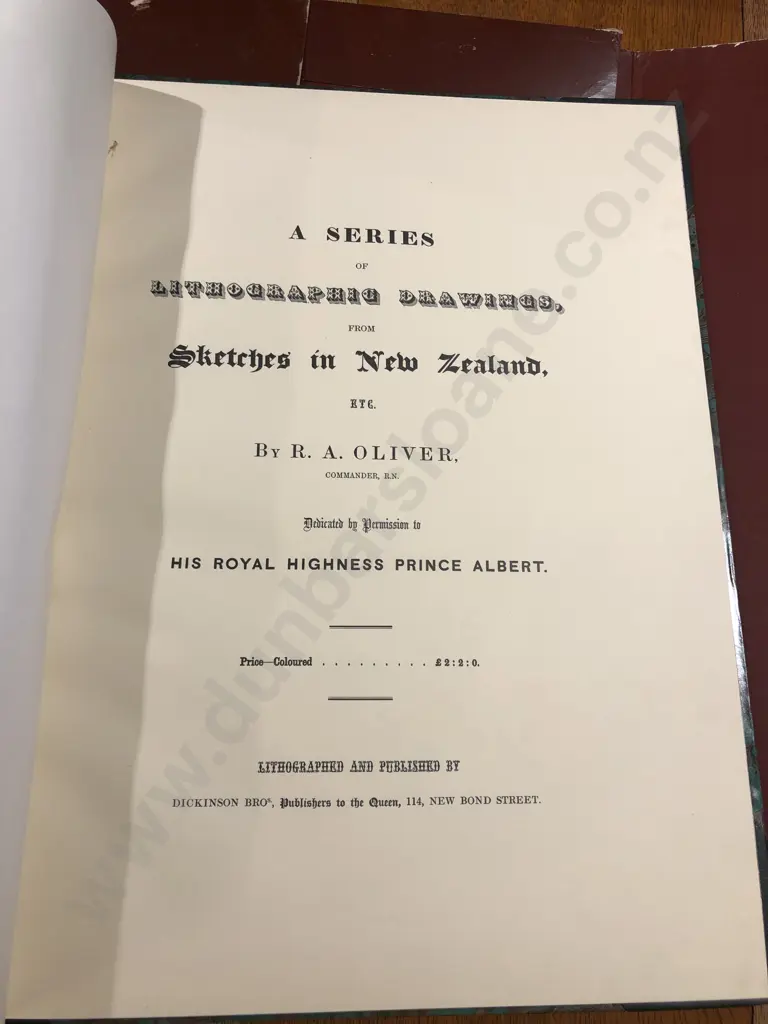 A SERIES
OF
LITHOGRAPHIC DRAWINGS,
FROM
Sketches in New Zealand,
ETC.
BY R. A. OLIVER,
COMMANDER, R.N.
Dedicated by Permission to
HIS ROYAL HIGHNESS PRINCE ALBERT.
Price—Coloured . . . . . . . . . £2:2:0.
LITHOGRAPHED AND PUBLISHED BY
DICKINSON BROS, Publishers to the Queen, 114, NEW BOND STREET.
www.dunbarsloane.co.nz